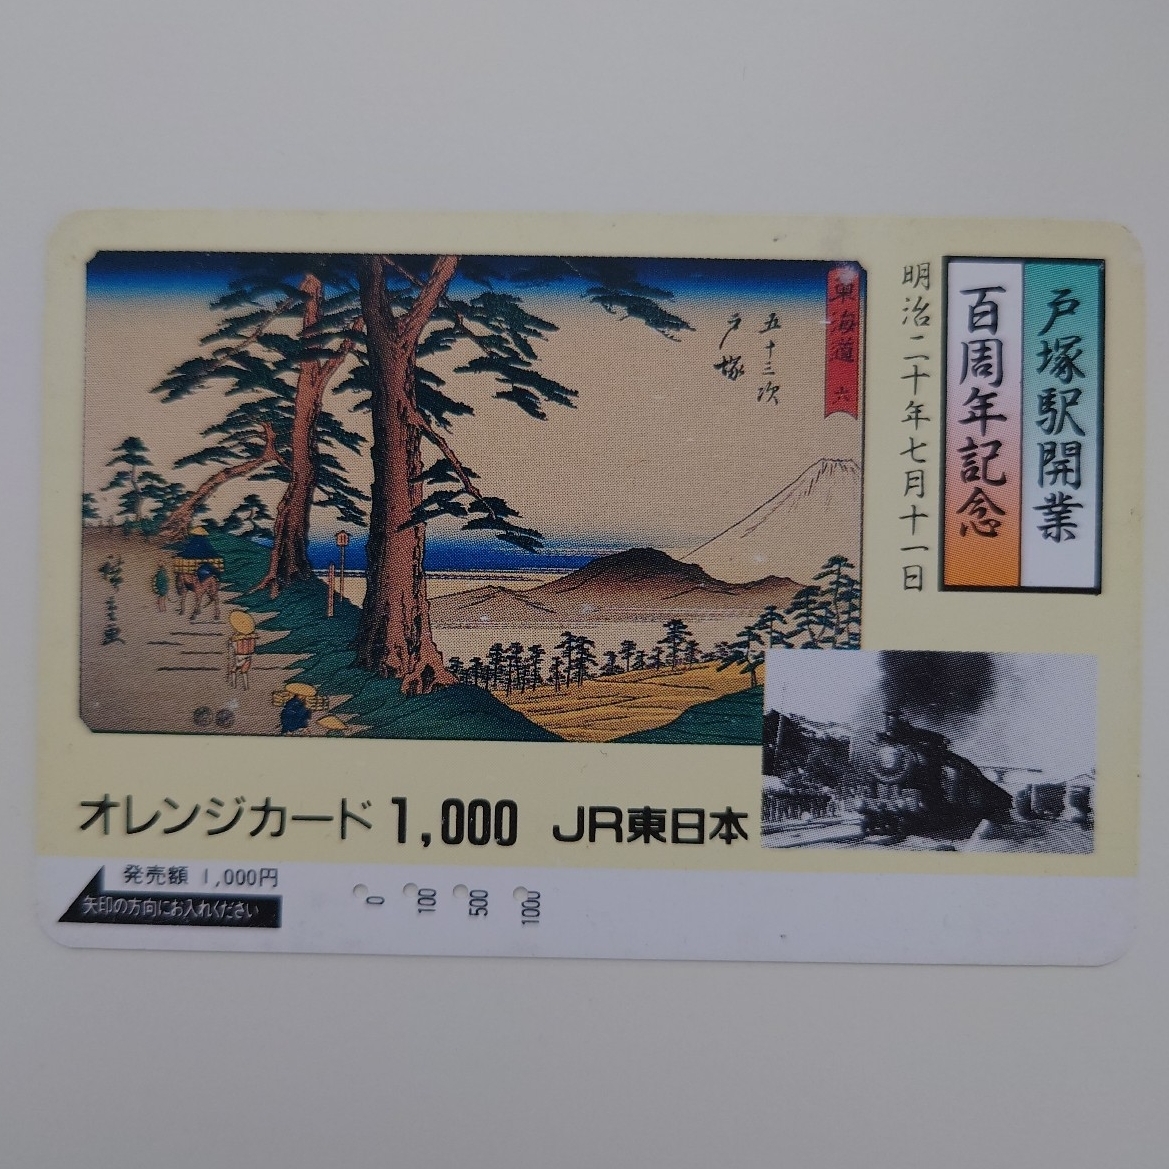 戸塚駅開業
百周年記念
明治二十年七月十一日
東海道 六
五十三次
戸塚
廣重画
オレンジカード 1,000 JR東日本
発売額 1,000円
矢印の方向にお入れください
0 100 500 1000